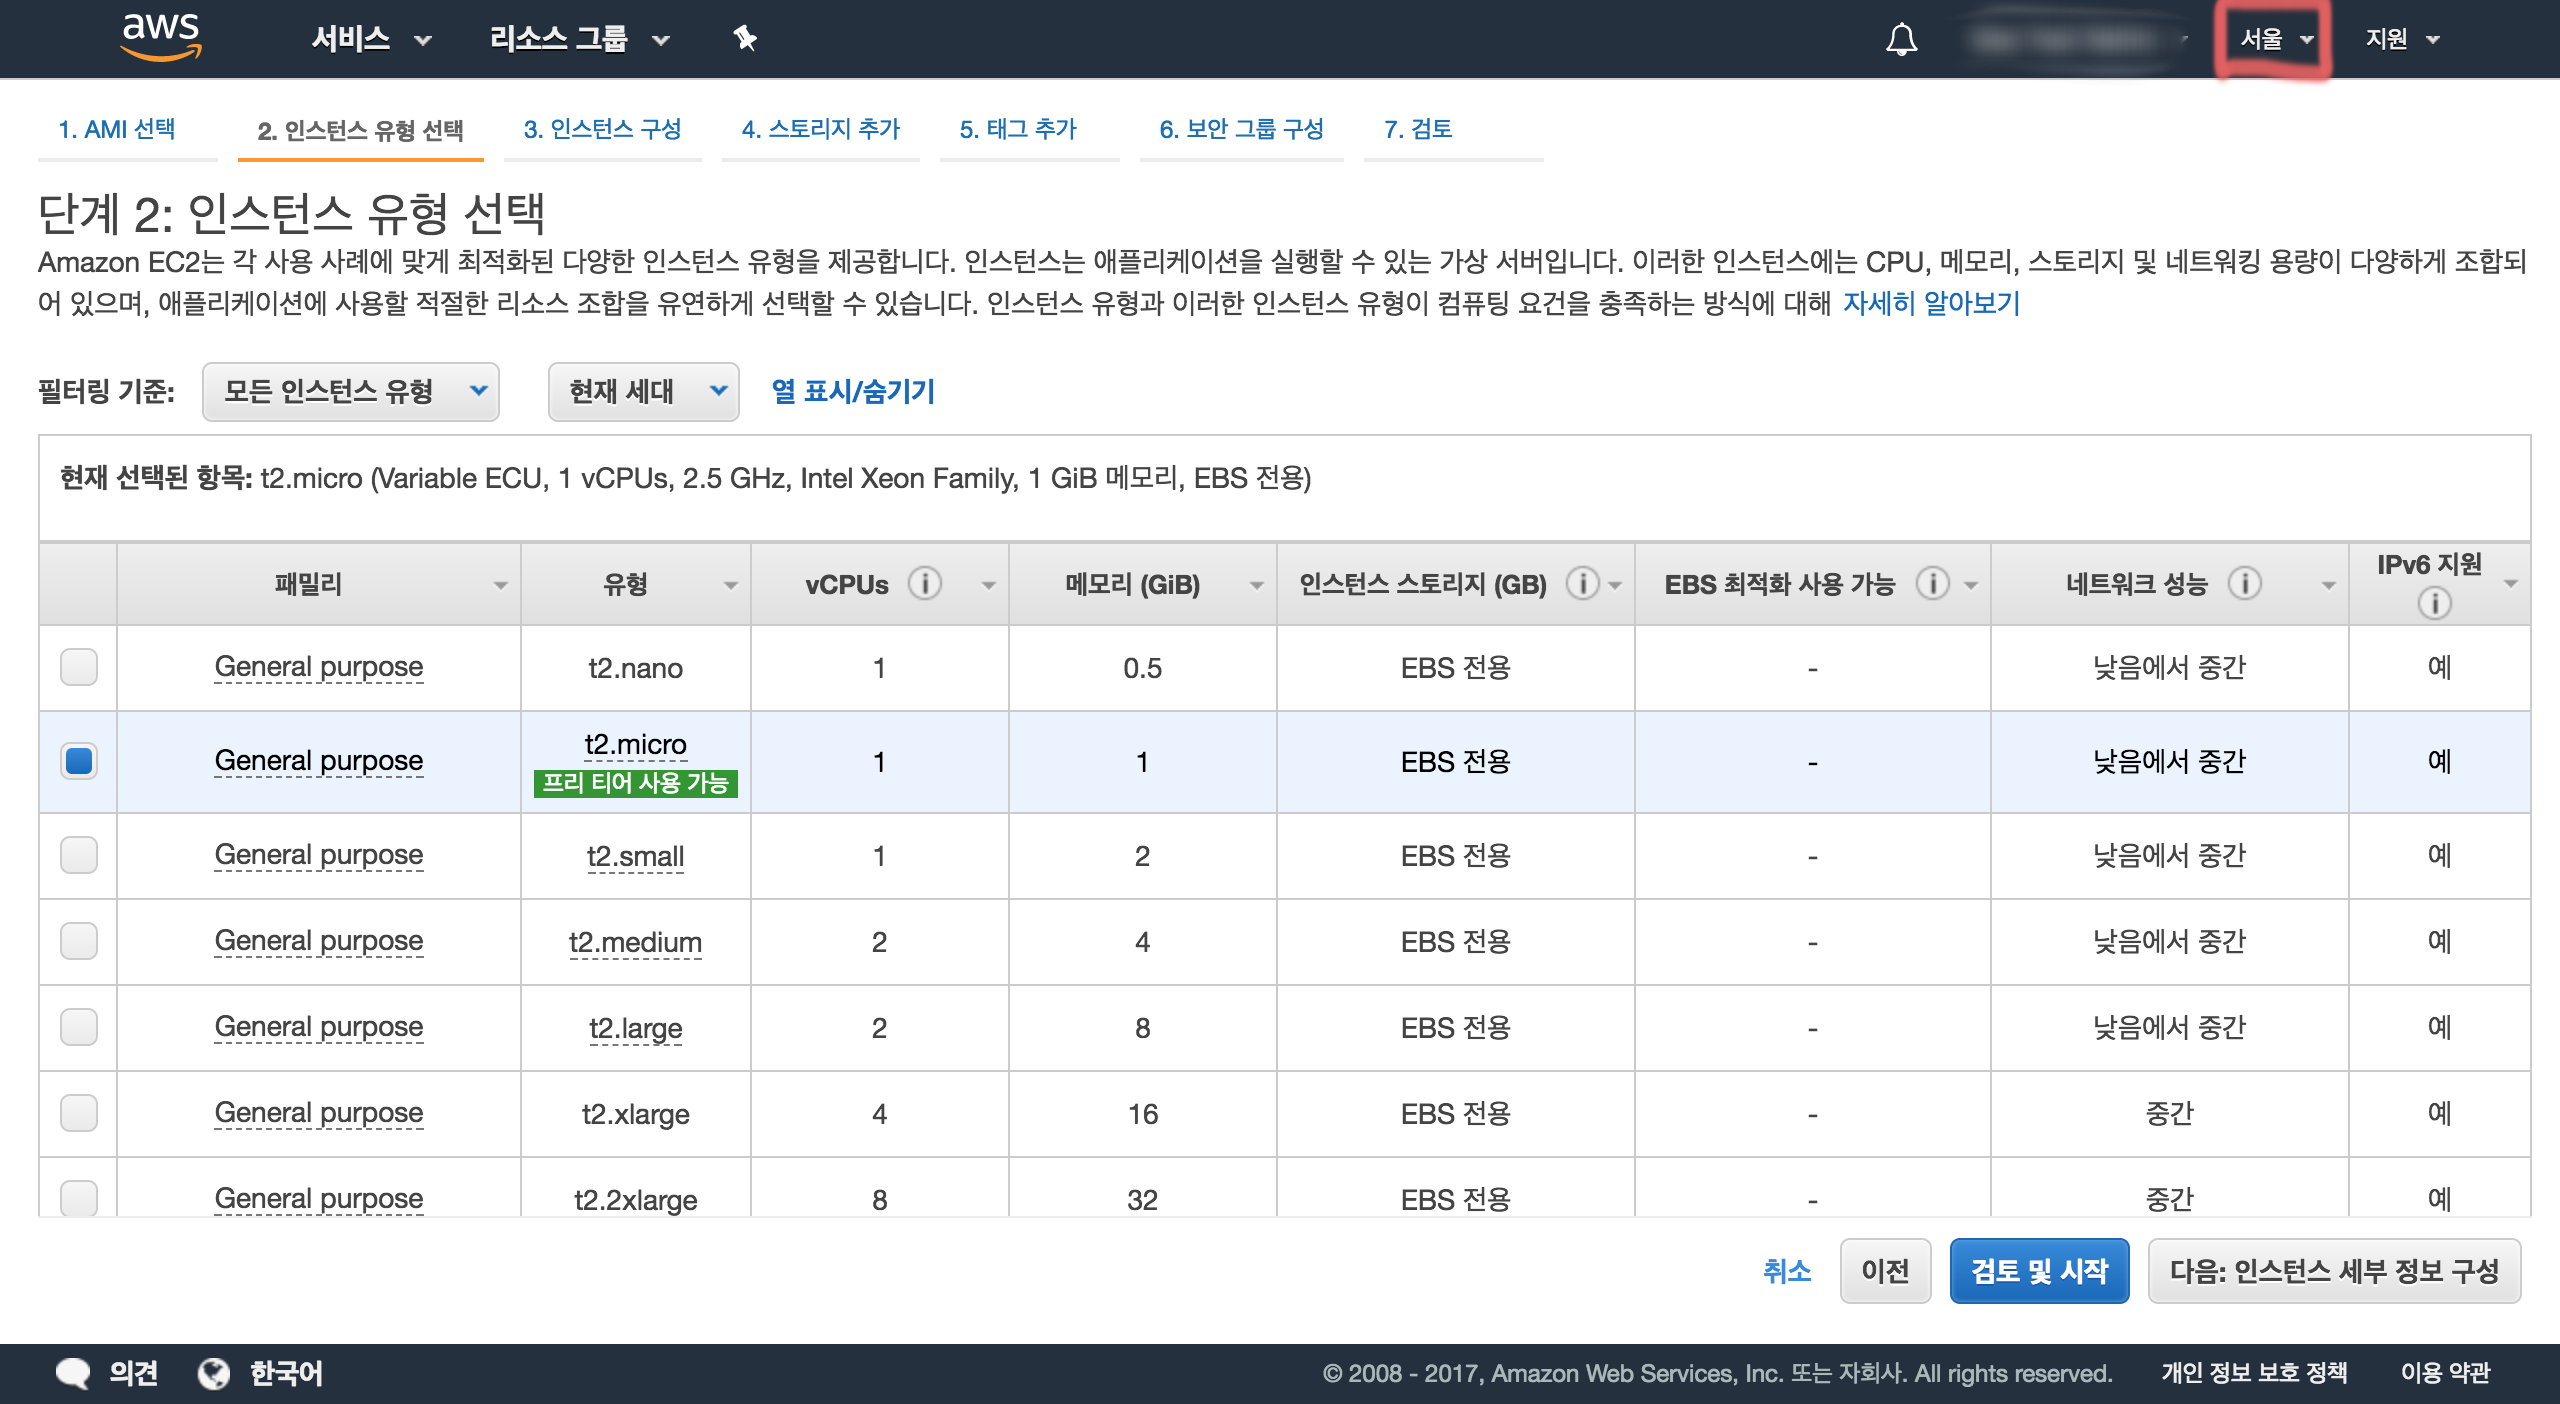 aws 서비스 리소스 그룹 서울 지원
1. AMI 선택 2. 인스턴스 유형 선택 3. 인스턴스 구성 4. 스토리지 추가 5. 태그 추가 6. 보안 그룹 구성 7. 검토
단계 2: 인스턴스 유형 선택
Amazon EC2는 각 사용 사례에 맞게 최적화된 다양한 인스턴스 유형을 제공합니다. 인스턴스는 애플리케이션을 실행할 수 있는 가상 서버입니다. 이러한 인스턴스에는 CPU, 메모리, 스토리지 및 네트워킹 용량이 다양하게 조합되
어 있으며, 애플리케이션에 사용할 적절한 리소스 조합을 유연하게 선택할 수 있습니다. 인스턴스 유형과 이러한 인스턴스 유형이 컴퓨팅 요건을 충족하는 방식에 대해 자세히 알아보기
필터링 기준: 모든 인스턴스 유형 현재 세대 열 표시/숨기기
현재 선택된 항목: t2.micro (Variable ECU, 1 vCPUs, 2.5 GHz, Intel Xeon Family, 1 GiB 메모리, EBS 전용)
패밀리 유형 vCPUs 메모리 (GiB) 인스턴스 스토리지 (GB) EBS 최적화 사용 가능 네트워크 성능 IPv6 지원
General purpose t2.nano 1 0.5 EBS 전용 - 낮음에서 중간 예
General purpose t2.micro 1 1 EBS 전용 - 낮음에서 중간 예
프리 티어 사용 가능
General purpose t2.small 1 2 EBS 전용 - 낮음에서 중간 예
General purpose t2.medium 2 4 EBS 전용 - 낮음에서 중간 예
General purpose t2.large 2 8 EBS 전용 - 낮음에서 중간 예
General purpose t2.xlarge 4 16 EBS 전용 - 중간 예
General purpose t2.2xlarge 8 32 EBS 전용 - 중간 예
취소 이전 검토 및 시작 다음: 인스턴스 세부 정보 구성
의견 한국어 © 2008 - 2017, Amazon Web Services, Inc. 또는 자회사. All rights reserved. 개인 정보 보호 정책 이용 약관